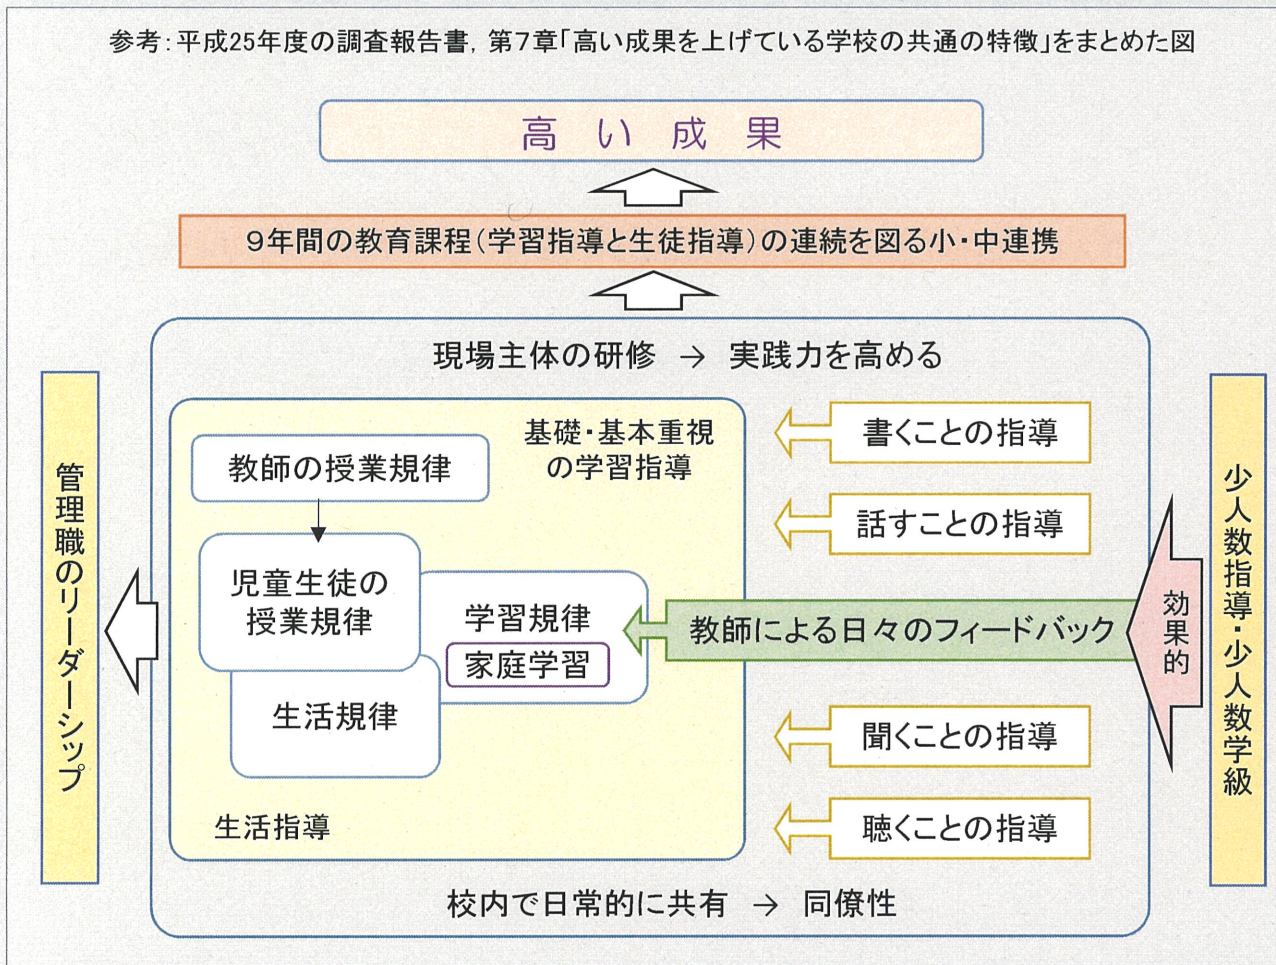 参考:平成25年度の調査報告書，第7章「高い成果を上げている学校の共通の特徴」をまとめた図
高い成果
9年間の教育課程(学習指導と生徒指導)の連続を図る小・中連携
現場主体の研修 → 実践力を高める
管理職のリーダーシップ
基礎・基本重視
の学習指導
教師の授業規律
児童生徒の
授業規律
学習規律
家庭学習
生活規律
生活指導
書くことの指導
話すことの指導
教師による日々のフィードバック
聞くことの指導
聴くことの指導
効果的
少人数指導・少人数学級
校内で日常的に共有 → 同僚性